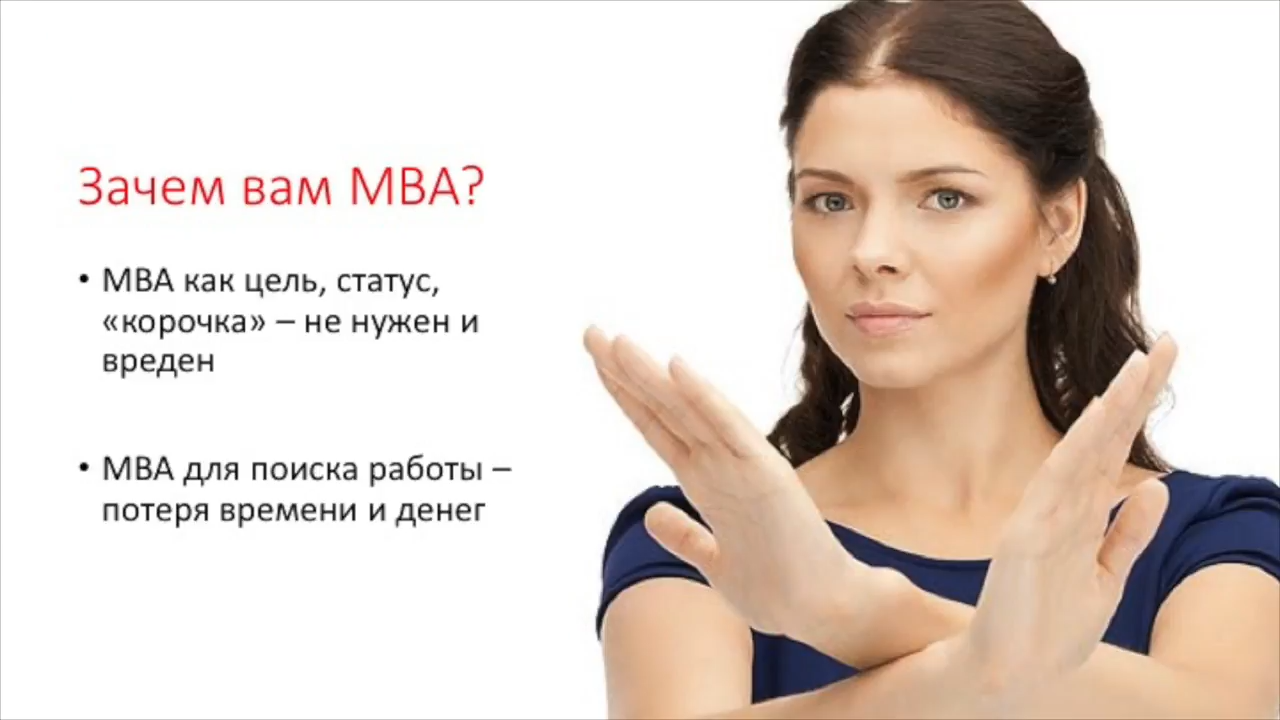 Зачем вам MBA?
• MBA как цель, статус,
«корочка» – не нужен и
вреден
• MBA для поиска работы –
потеря времени и денег